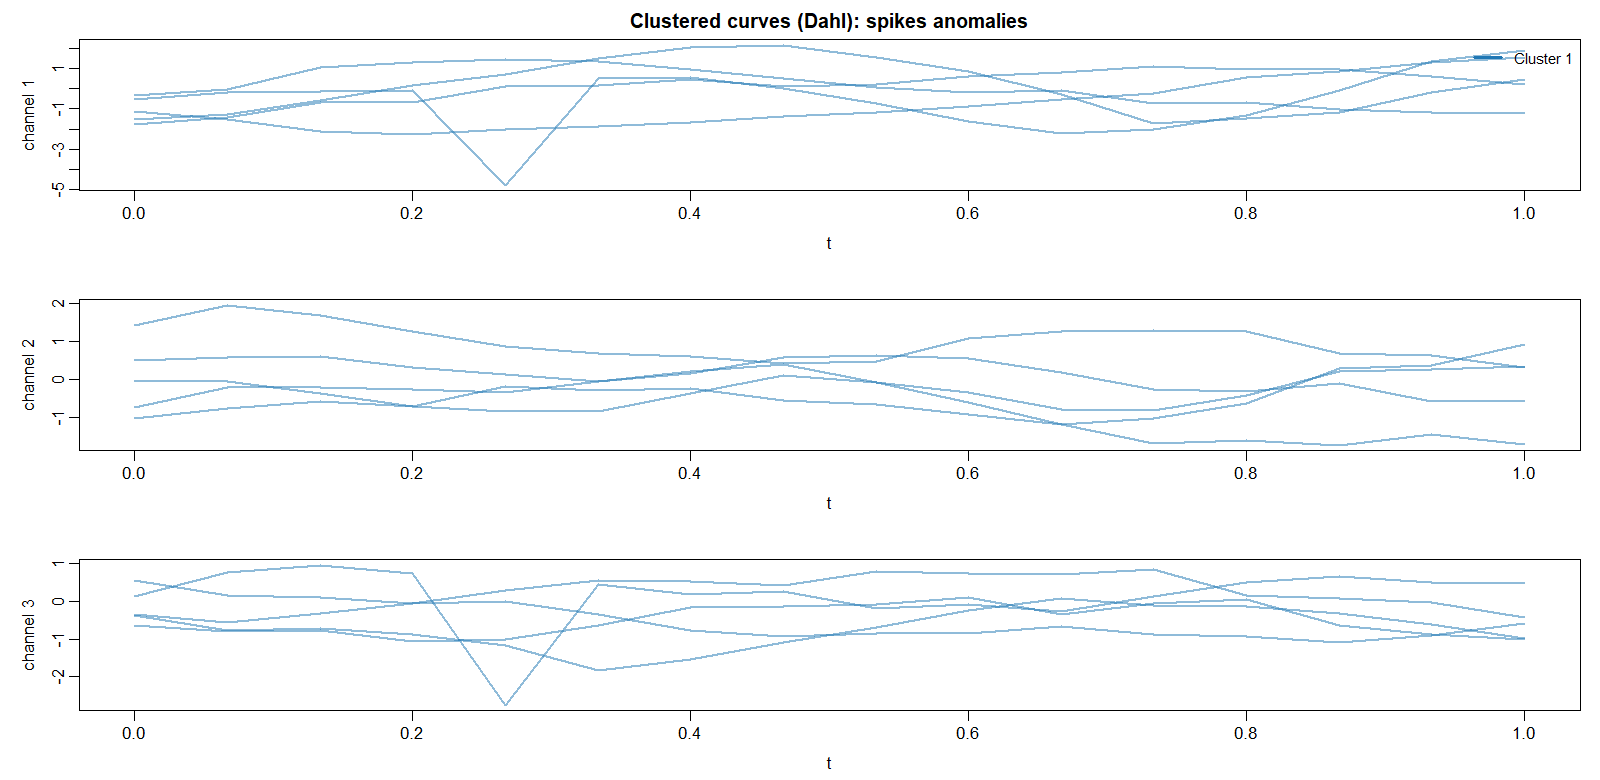 Clustered curves (Dahl): spikes anomalies
channel 1
1
-1
-3
-5
Cluster 1
0.0 0.2 0.4 0.6 0.8 1.0
t
channel 2
2
1
0
-1
0.0 0.2 0.4 0.6 0.8 1.0
t
channel 3
1
0
-1
-2
0.0 0.2 0.4 0.6 0.8 1.0
t